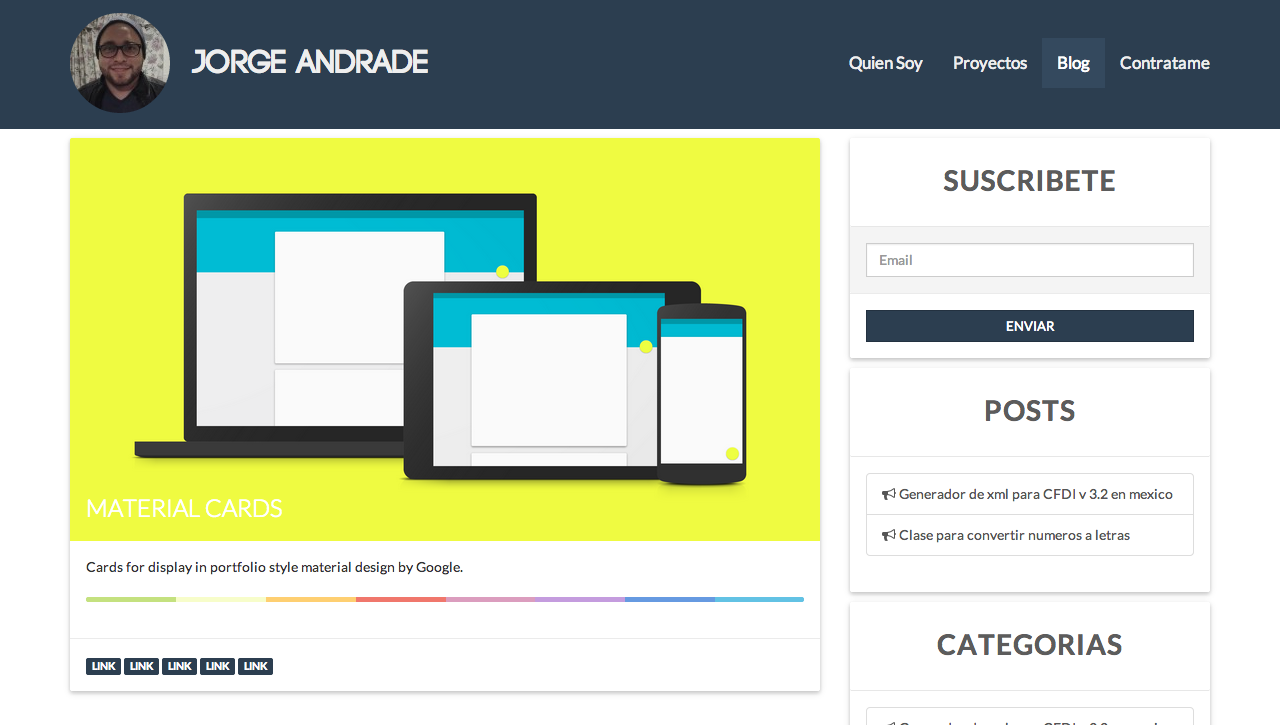 JORGE ANDRADE
Quien Soy Proyectos Blog Contratame
MATERIAL CARDS
Cards for display in portfolio style material design by Google.
LINK LINK LINK LINK LINK
SUSCRIBETE
Email
ENVIAR
POSTS
Generador de xml para CFDI v 3.2 en mexico
Clase para convertir numeros a letras
CATEGORIAS